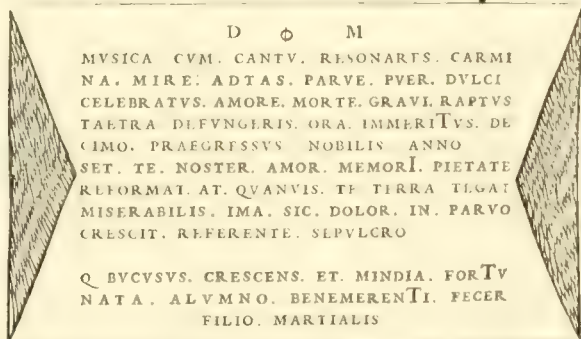 D ϕ M
MVSICA CVM. CANTV. RESONARTS. CARMI
NA. MIRE: ADTAS. PARVE. PVER. DVLCI
CELEBRATVS. AMORE. MORTE. GRAVI. RAPTVS
TAETRA DEFVNGERIS. ORA. IMMERITVS. DE
CIMO. PRAEGRESSVS NOBILIS ANNO
SET. TE. NOSTER. AMOR. MEMORI. PIETATE
REFORMAT. AT. QVANVIS. TE TERRA TEGAT
MISERABILIS. IMA. SIC. DOLOR. IN. PARVO
CRESCIT. REFERENTE. SEPVLCRO
Q BVCVSVS. CRESCENS. ET. MINDIA. FORTV
NATA. ALVMNO. BENEMERENTI. FECER
FILIO. MARTIALIS